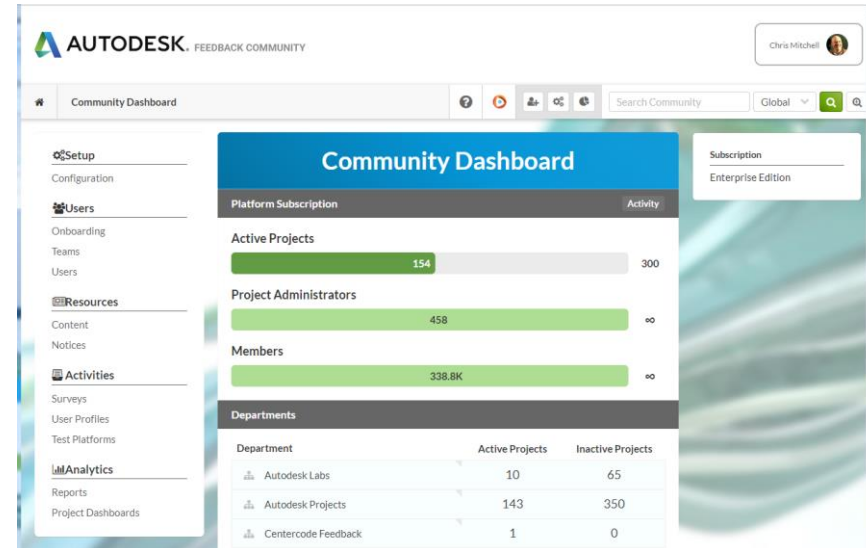 AUTODESK. FEEDBACK COMMUNITY
Chris Mitchell
Community Dashboard
Search Community
Global
Setup
Configuration
Users
Onboarding
Teams
Users
Resources
Content
Notices
Activities
Surveys
User Profiles
Test Platforms
Analytics
Reports
Project Dashboards
Community Dashboard
Platform Subscription Activity
Active Projects
154 300
Project Administrators
458 ∞
Members
338.8K ∞
Departments
Department Active Projects Inactive Projects
Autodesk Labs 10 65
Autodesk Projects 143 350
Centercode Feedback 1 0
Subscription
Enterprise Edition